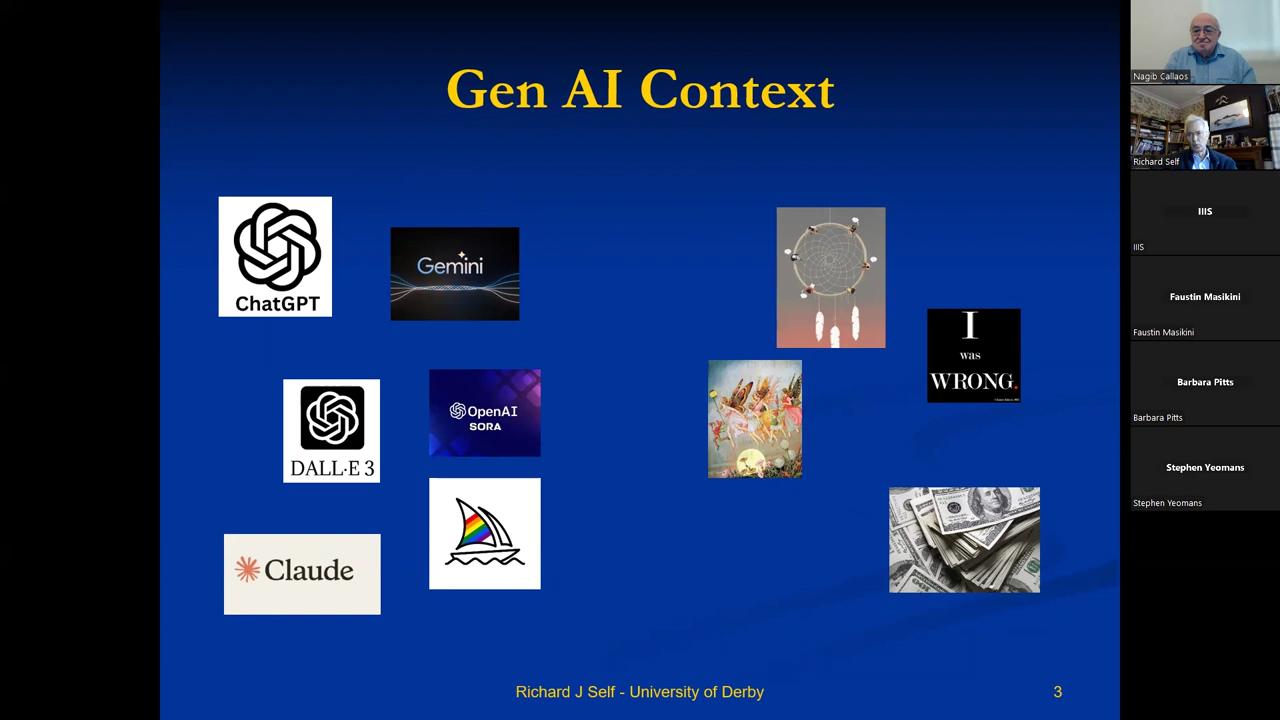 Gen AI Context
ChatGPT
Gemini
DALL·E 3
OpenAI
SORA
Claude
I
was
WRONG.
Richard J Self - University of Derby
3
Nagib Callaos
Richard Self
IIIS
IIIS
Faustin Masikini
Faustin Masikini
Barbara Pitts
Barbara Pitts
Stephen Yeomans
Stephen Yeomans